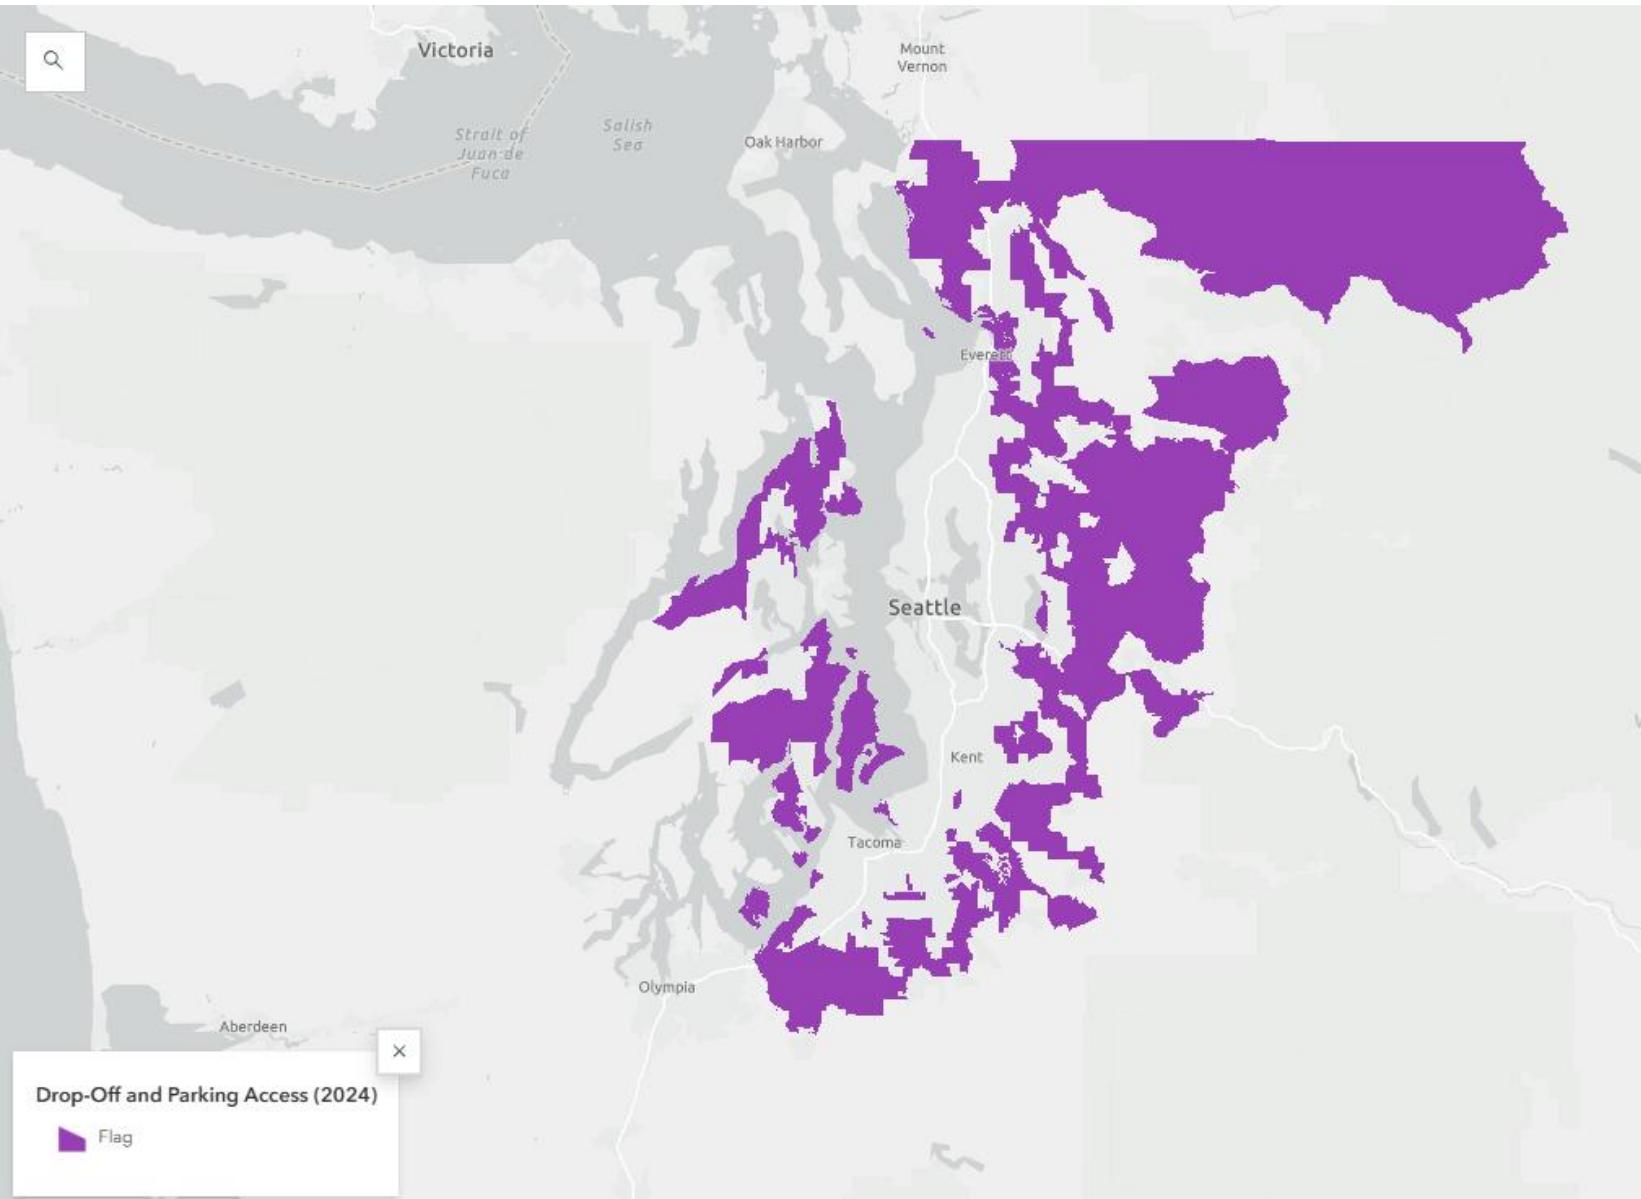 Victoria
Mount
Vernon
Strait of
Juan de
Fuca
Salish
Sea
Oak Harbor
Everett
Seattle
Kent
Tacoma
Olympia
Aberdeen
Drop-Off and Parking Access (2024)
Flag